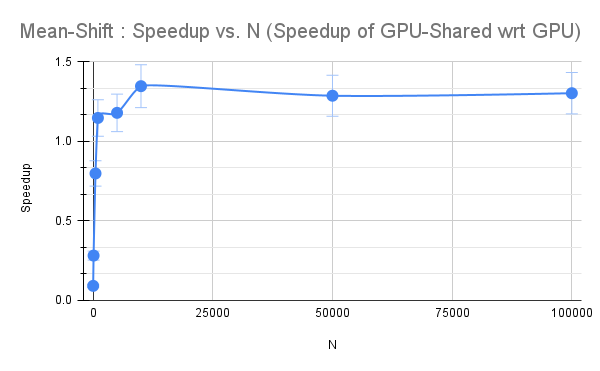 Mean-Shift : Speedup vs. N (Speedup of GPU-Shared wrt GPU)
1.5
1.0
0.5
0.0
Speedup
0 25000 50000 75000 100000
N